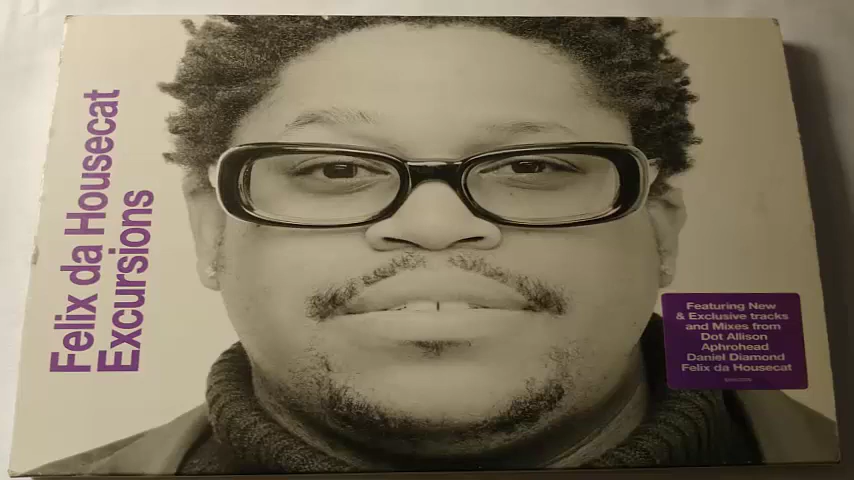 Felix da Housecat
Excursions
Featuring New
& Exclusive tracks
and Mixes from
Dot Allison
Aphrohead
Daniel Diamond
Felix da Housecat